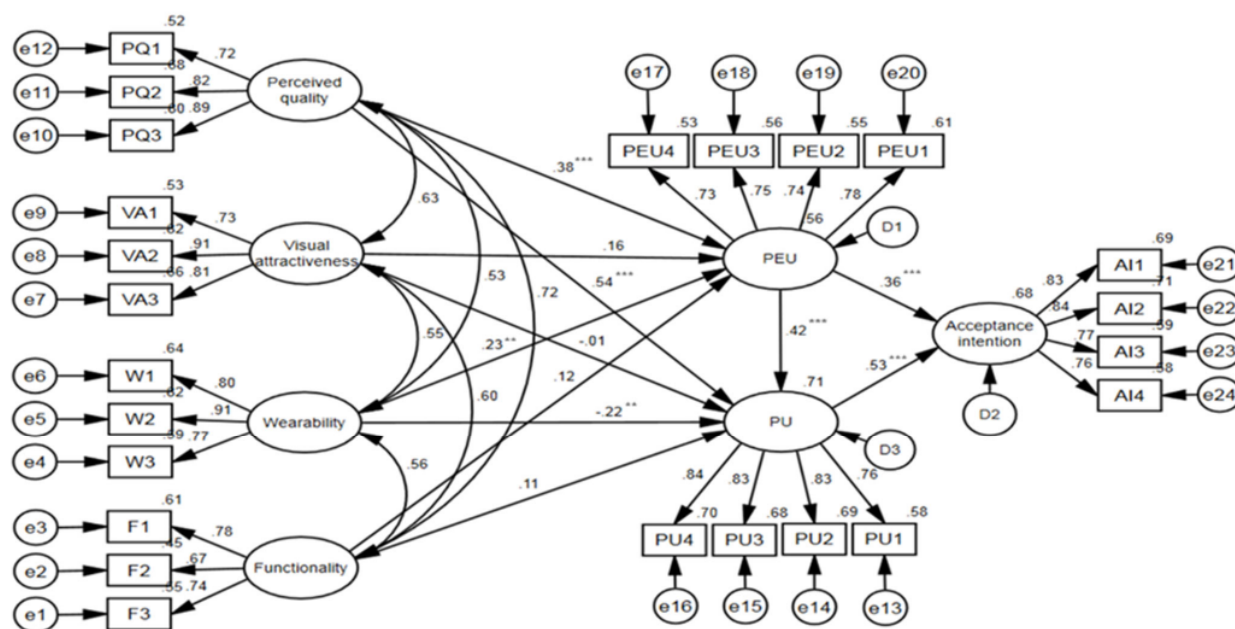 .52
e12 PQ1 .72
.68
e11 PQ2 .82
.80 .89
e10 PQ3
Perceived
quality
.53
e9 VA1 .73
.82
e8 VA2 .91
.66 .81
e7 VA3
Visual
attractiveness
.64
e6 W1 .80
.82
e5 W2 .91
.59 .77
e4 W3
Wearability
.61
e3 F1 .78
.45
e2 F2 .67
.55 .74
e1 F3
Functionality
.63
.53
.72
.55
.60
.56
.38***
.16
.54***
.23**
-.01
.12
-.22**
.11
e17 e18 e19 e20
.53 .56 .55 .61
PEU4 PEU3 PEU2 PEU1
.73 .75 .74 .78
.56
D1
PEU
.42***
.36***
.53***
.71
PU
D3
.84 .83 .83 .76
.70 .68 .69 .58
PU4 PU3 PU2 PU1
e16 e15 e14 e13
.68
Acceptance
intention
D2
.69
.83 AI1 e21
.71
.84 AI2 e22
.59
.77 AI3 e23
.58
.76 AI4 e24